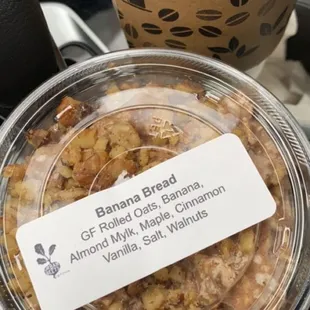 Banana Bread
GF Rolled Oats, Banana,
Almond Mylk, Maple, Cinnamon
Vanilla, Salt, Walnuts